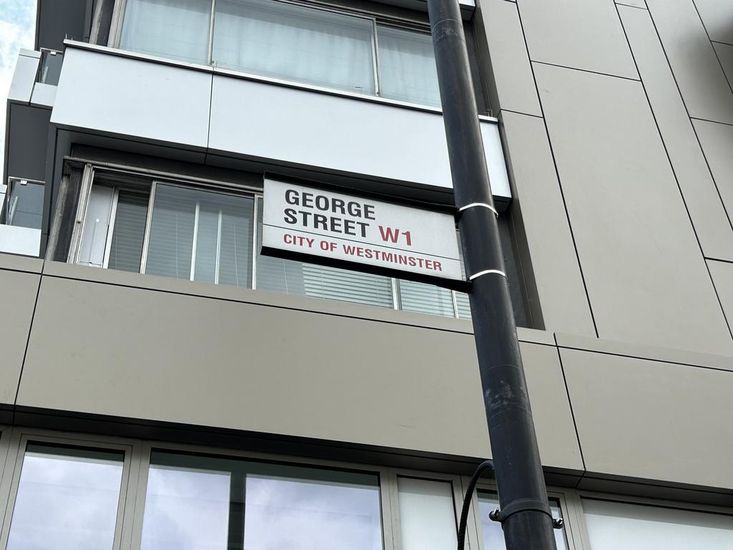 GEORGE
STREET W1
CITY OF WESTMINSTER